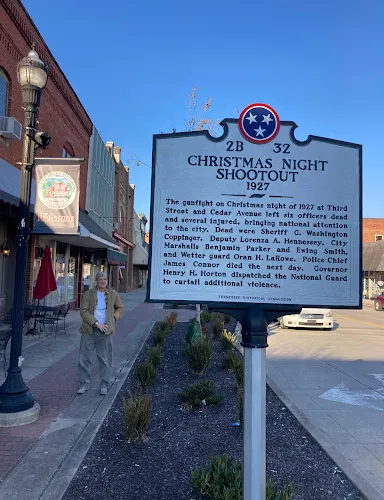 2B 32
CHRISTMAS NIGHT
SHOOTOUT
1927
The gunfight on Christmas night of 1927 at Third
Street and Cedar Avenue left six officers dead
and several injured, bringing national attention
to the city. Dead were Sheriff G. Washington
Coppinger, Deputy Lorenza A. Hennessey, City
Marshalls Benjamin Parker and Ewing Smith,
and Wetter guard Oran H. LaRowe. Police Chief
James Connor died the next day. Governor
Henry H. Horton dispatched the National Guard
to curtail additional violence.
TENNESSEE HISTORICAL COMMISSION